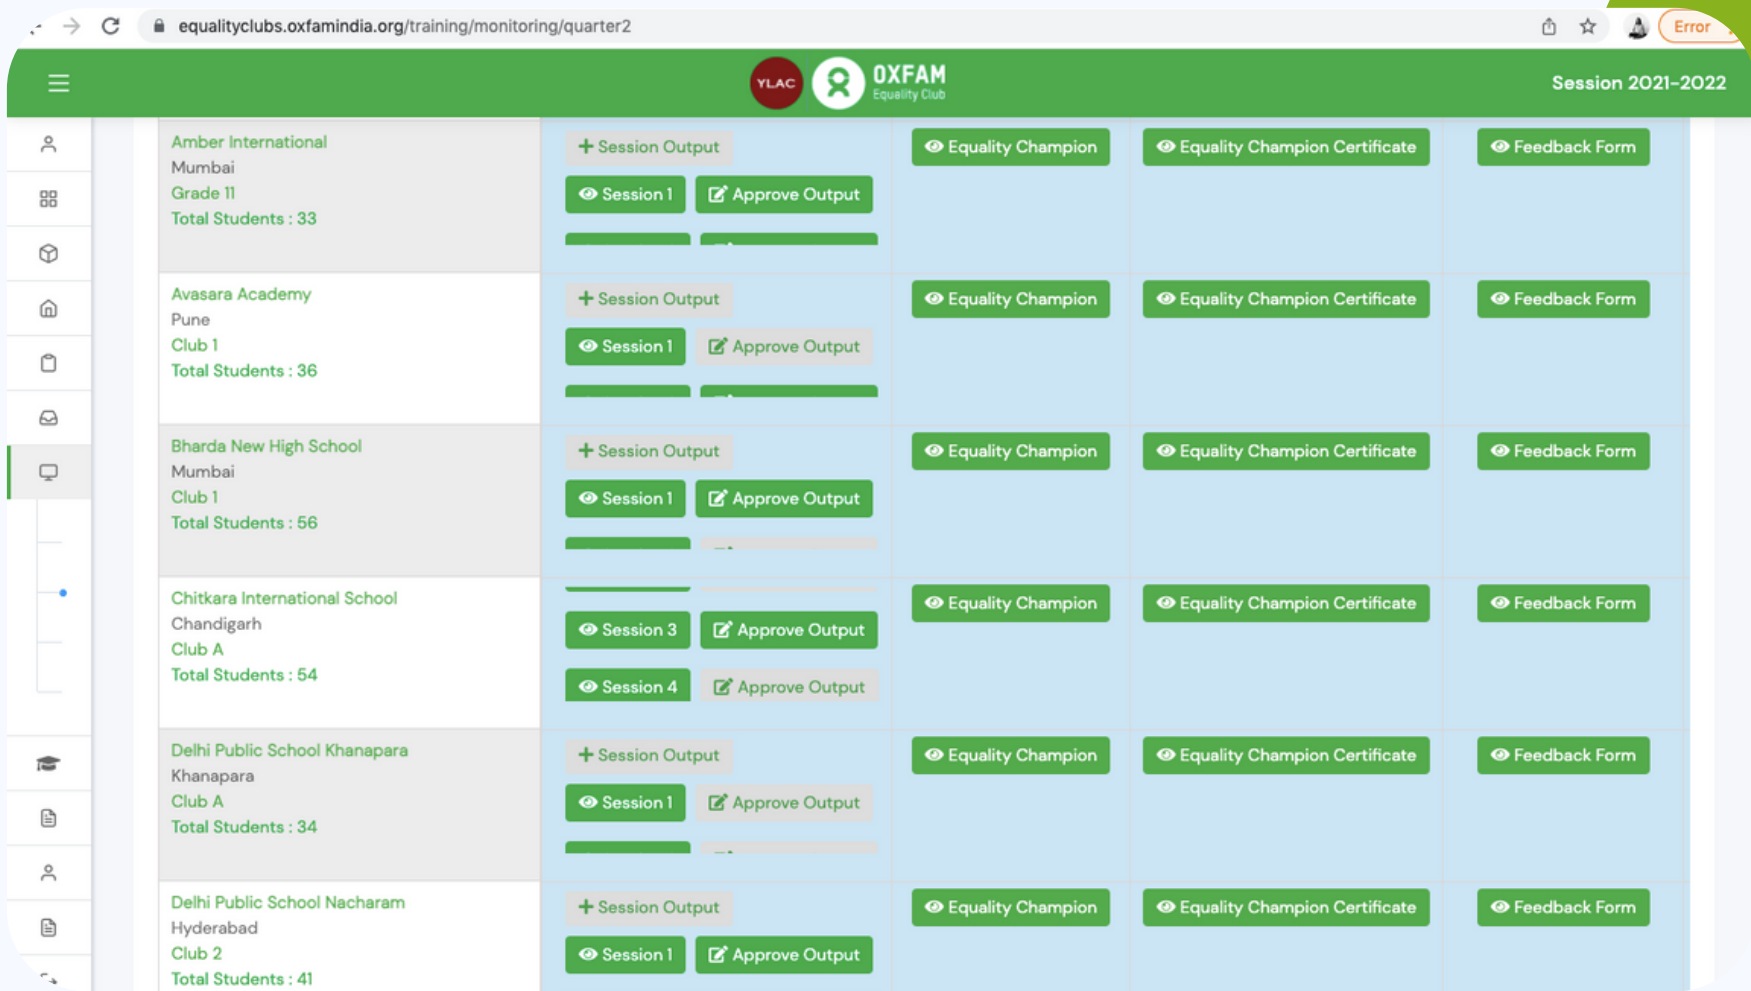 equalityclubs.oxfamindia.org/training/monitoring/quarter2
Error
YLAC
OXFAM
Equality Club
Session 2021-2022
Amber International
Mumbai
Grade 11
Total Students : 33
Session Output
Session 1
Approve Output
Equality Champion
Equality Champion Certificate
Feedback Form
Avasara Academy
Pune
Club 1
Total Students : 36
Session Output
Session 1
Approve Output
Equality Champion
Equality Champion Certificate
Feedback Form
Bharda New High School
Mumbai
Club 1
Total Students : 56
Session Output
Session 1
Approve Output
Equality Champion
Equality Champion Certificate
Feedback Form
Chitkara International School
Chandigarh
Club A
Total Students : 54
Session 3
Approve Output
Session 4
Approve Output
Equality Champion
Equality Champion Certificate
Feedback Form
Delhi Public School Khanapara
Khanapara
Club A
Total Students : 34
Session Output
Session 1
Approve Output
Equality Champion
Equality Champion Certificate
Feedback Form
Delhi Public School Nacharam
Hyderabad
Club 2
Total Students : 41
Session Output
Session 1
Approve Output
Equality Champion
Equality Champion Certificate
Feedback Form